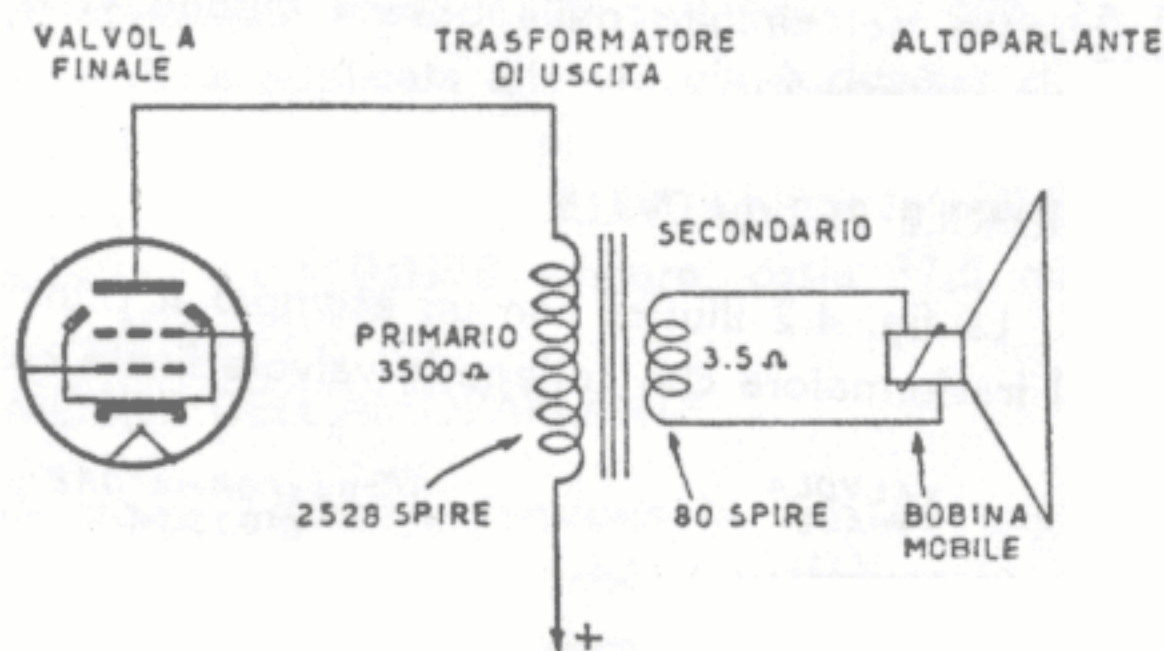 VALVOLA
FINALE
TRASFORMATORE
DI USCITA
ALTOPARLANTE
PRIMARIO
3500 Ω
SECONDARIO
3.5 Ω
2528 SPIRE
80 SPIRE
BOBINA
MOBILE
+